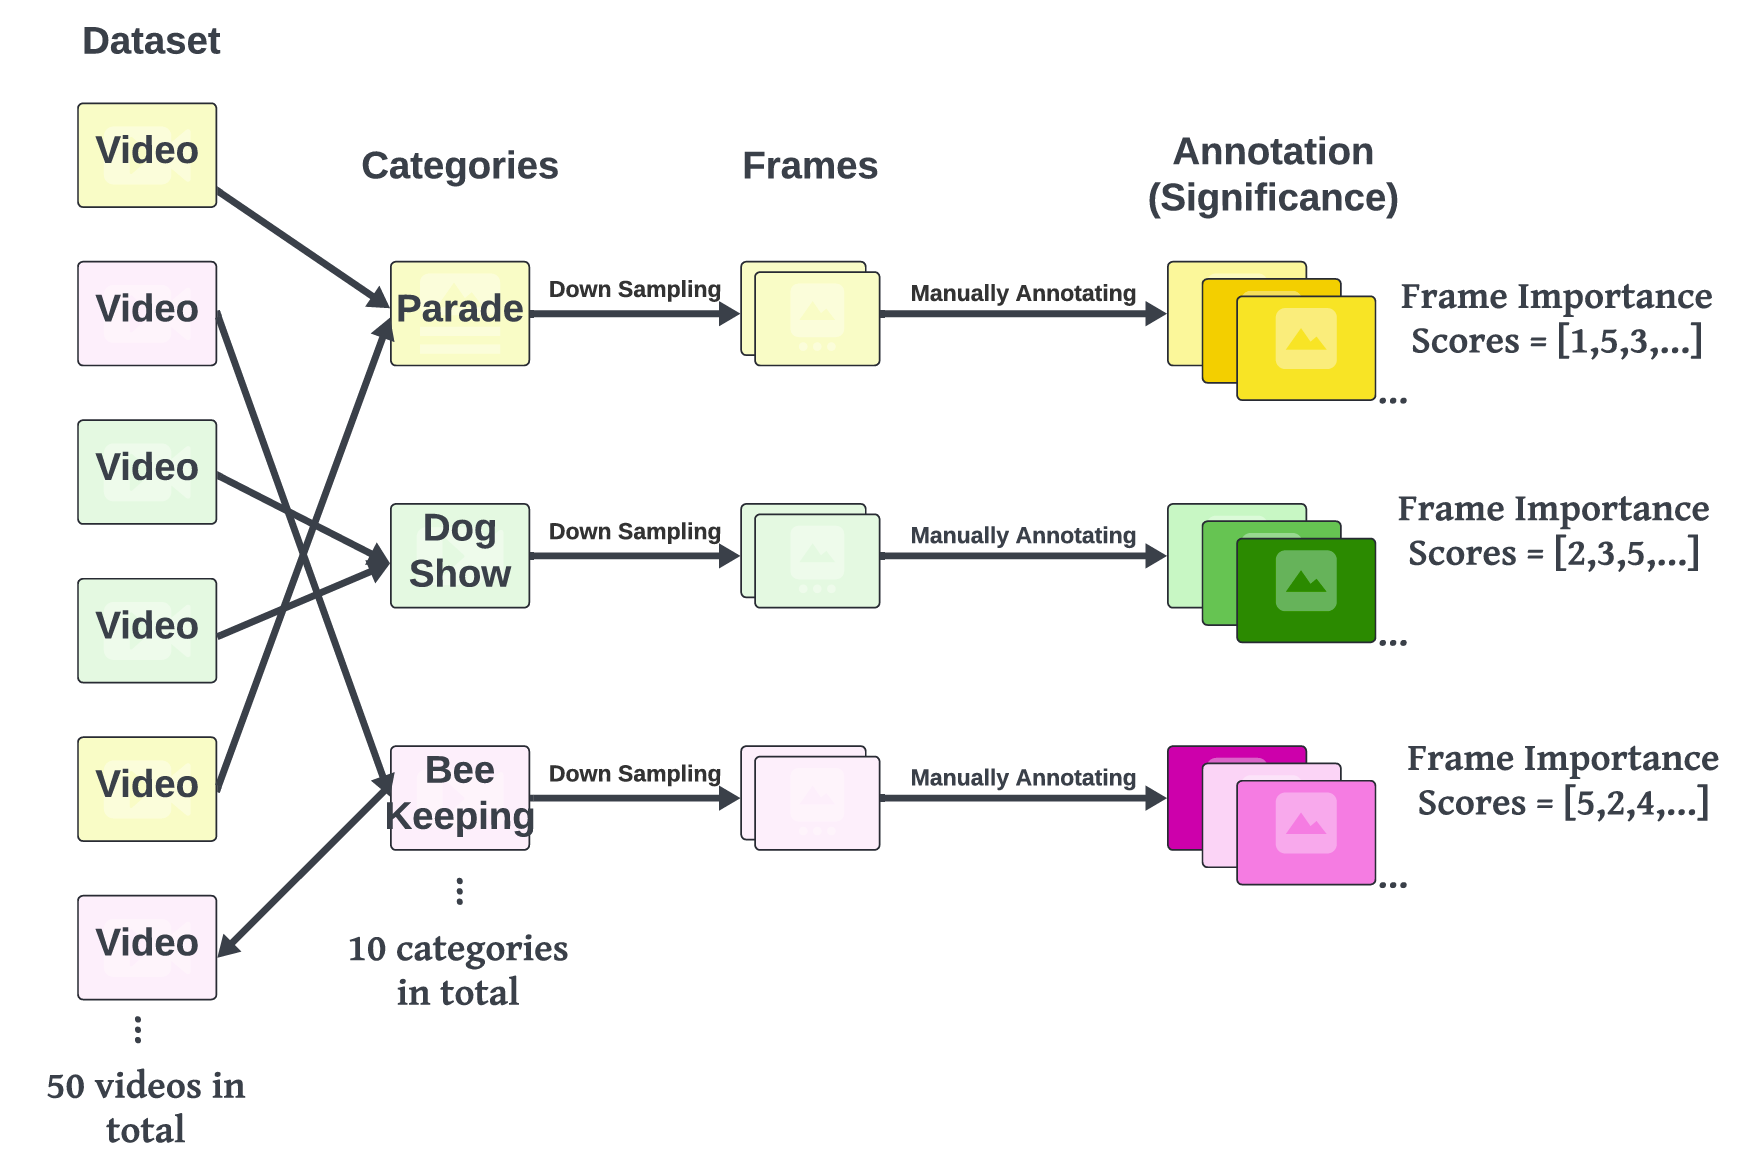 Dataset
Video
Video
Video
Video
Video
Video
⋮
50 videos in
total
Categories
Parade
Dog
Show
Bee
Keeping
⋮
10 categories
in total
Down Sampling
Down Sampling
Down Sampling
Frames
Manually Annotating
Manually Annotating
Manually Annotating
Annotation
(Significance)
...
...
...
Frame Importance
Scores = [1,5,3,...]
Frame Importance
Scores = [2,3,5,...]
Frame Importance
Scores = [5,2,4,...]